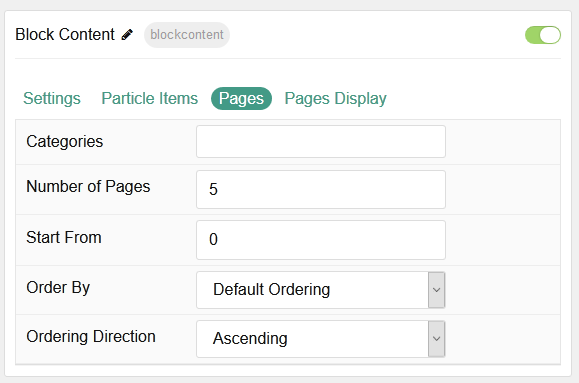 Block Content blockcontent
Settings Particle Items Pages Pages Display
Categories
Number of Pages 5
Start From 0
Order By Default Ordering
Ordering Direction Ascending